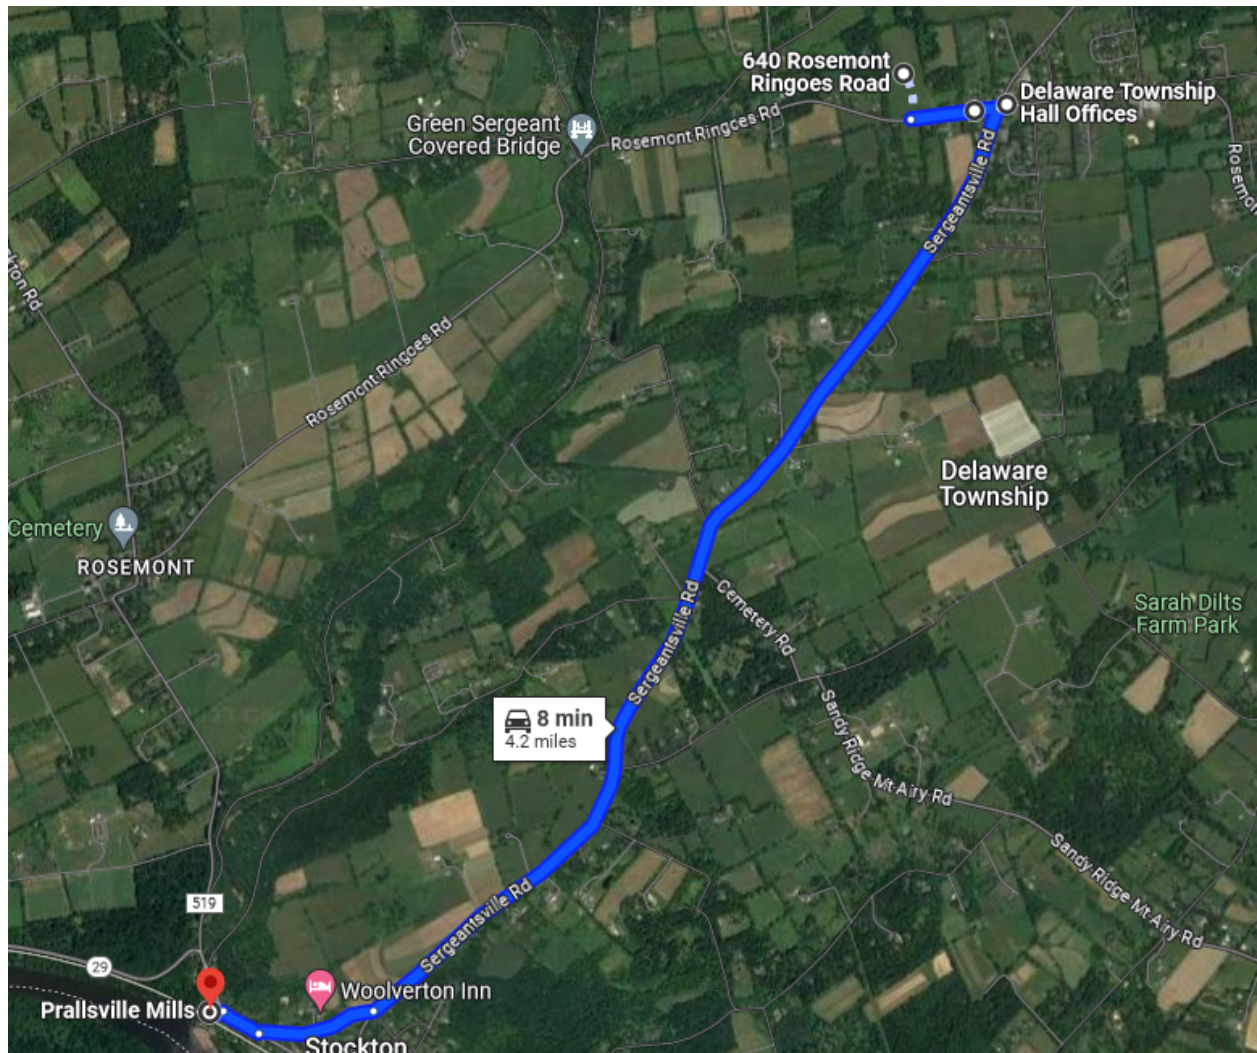 640 Rosemont
Ringoes Road
Delaware Township
Hall Offices
Green Sergeant
Covered Bridge
Rosemont Ringoes Rd
Sergeantsville Rd
Rosemont Ringoes Rd
Delaware
Township
Cemetery
ROSEMONT
Cemetery Rd
Sergeantsville Rd
Sarah Dilts
Farm Park
8 min
4.2 miles
Sandy Ridge-Mt-Airy-Rd
Sandy Ridge-Mt-Airy-Rd
519
Sergeantsville Rd
29
Woolverton Inn
Prallsville Mills
Stockton